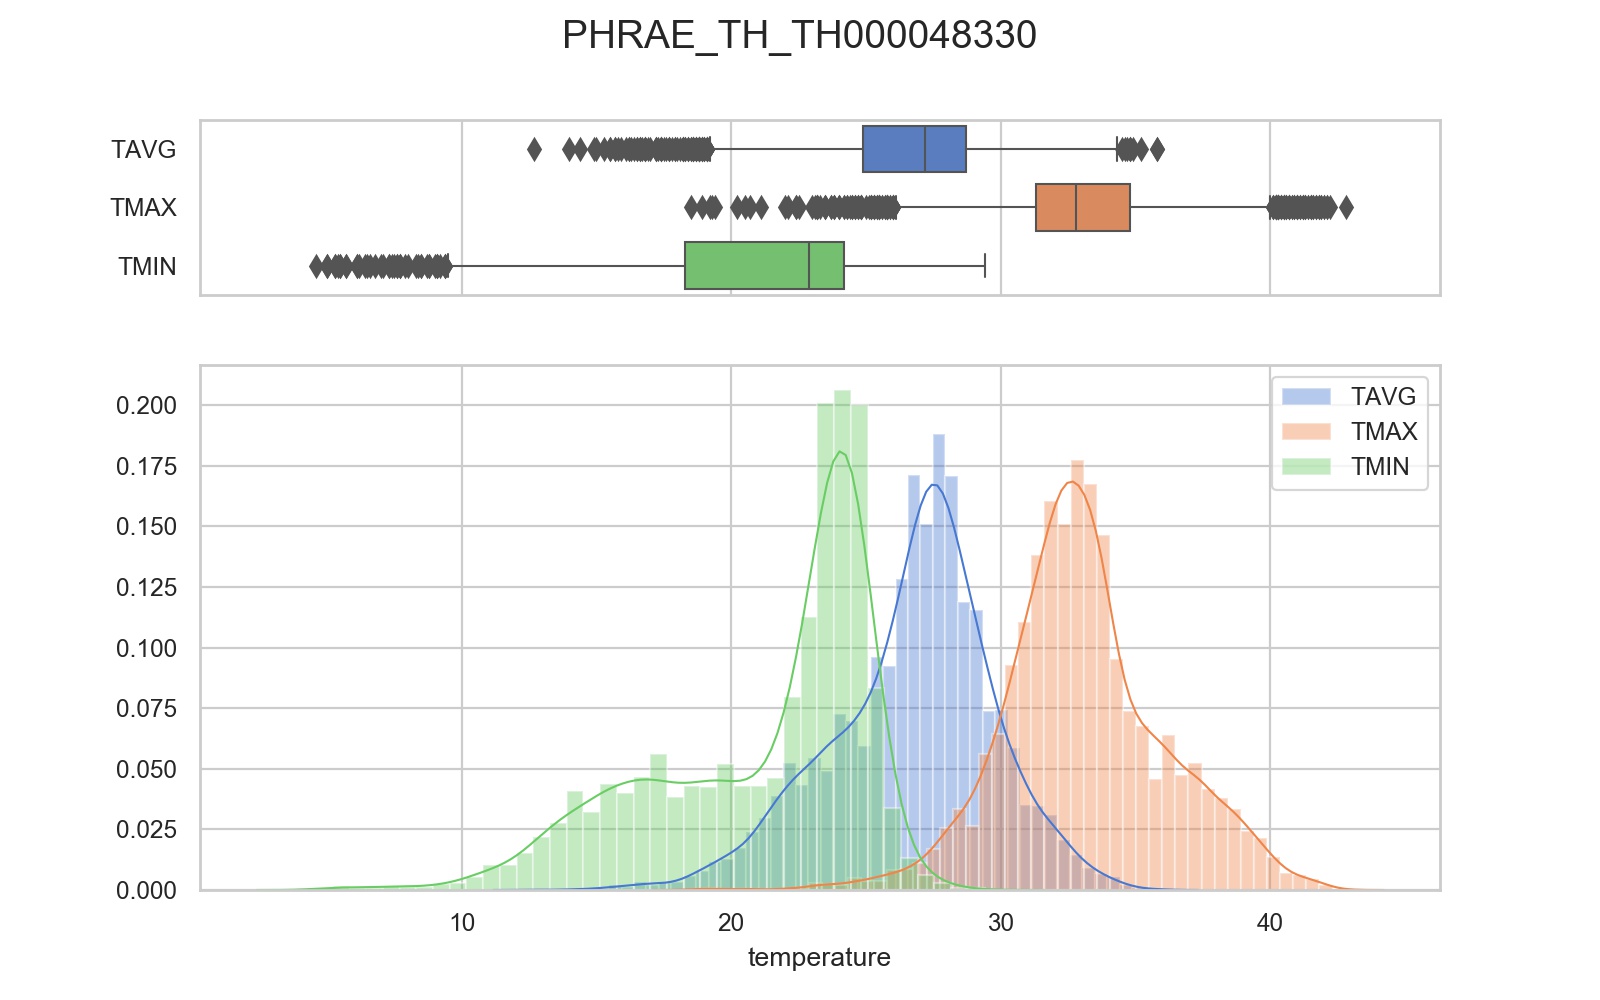 PHRAE_TH_TH000048330
TAVG
TMAX
TMIN
0.200
0.175
0.150
0.125
0.100
0.075
0.050
0.025
0.000
TAVG
TMAX
TMIN
10 20 30 40
temperature